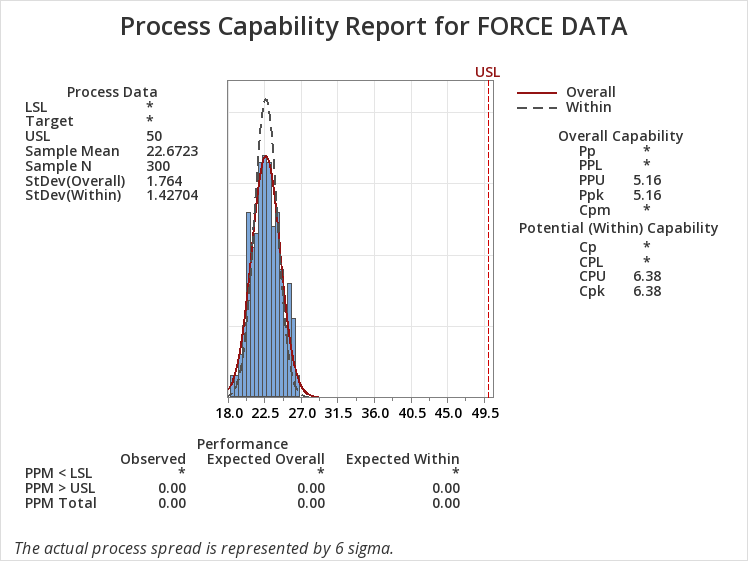 Process Capability Report for FORCE DATA
USL
Process Data
LSL *
Target *
USL 50
Sample Mean 22.6723
Sample N 300
StDev(Overall) 1.764
StDev(Within) 1.42704
Overall
Within
Overall Capability
Pp *
PPL *
PPU 5.16
Ppk 5.16
Cpm *
Potential (Within) Capability
Cp *
CPL *
CPU 6.38
Cpk 6.38
18.0 22.5 27.0 31.5 36.0 40.5 45.0 49.5
Performance
Observed Expected Overall Expected Within
PPM < LSL * * *
PPM > USL 0.00 0.00 0.00
PPM Total 0.00 0.00 0.00
The actual process spread is represented by 6 sigma.